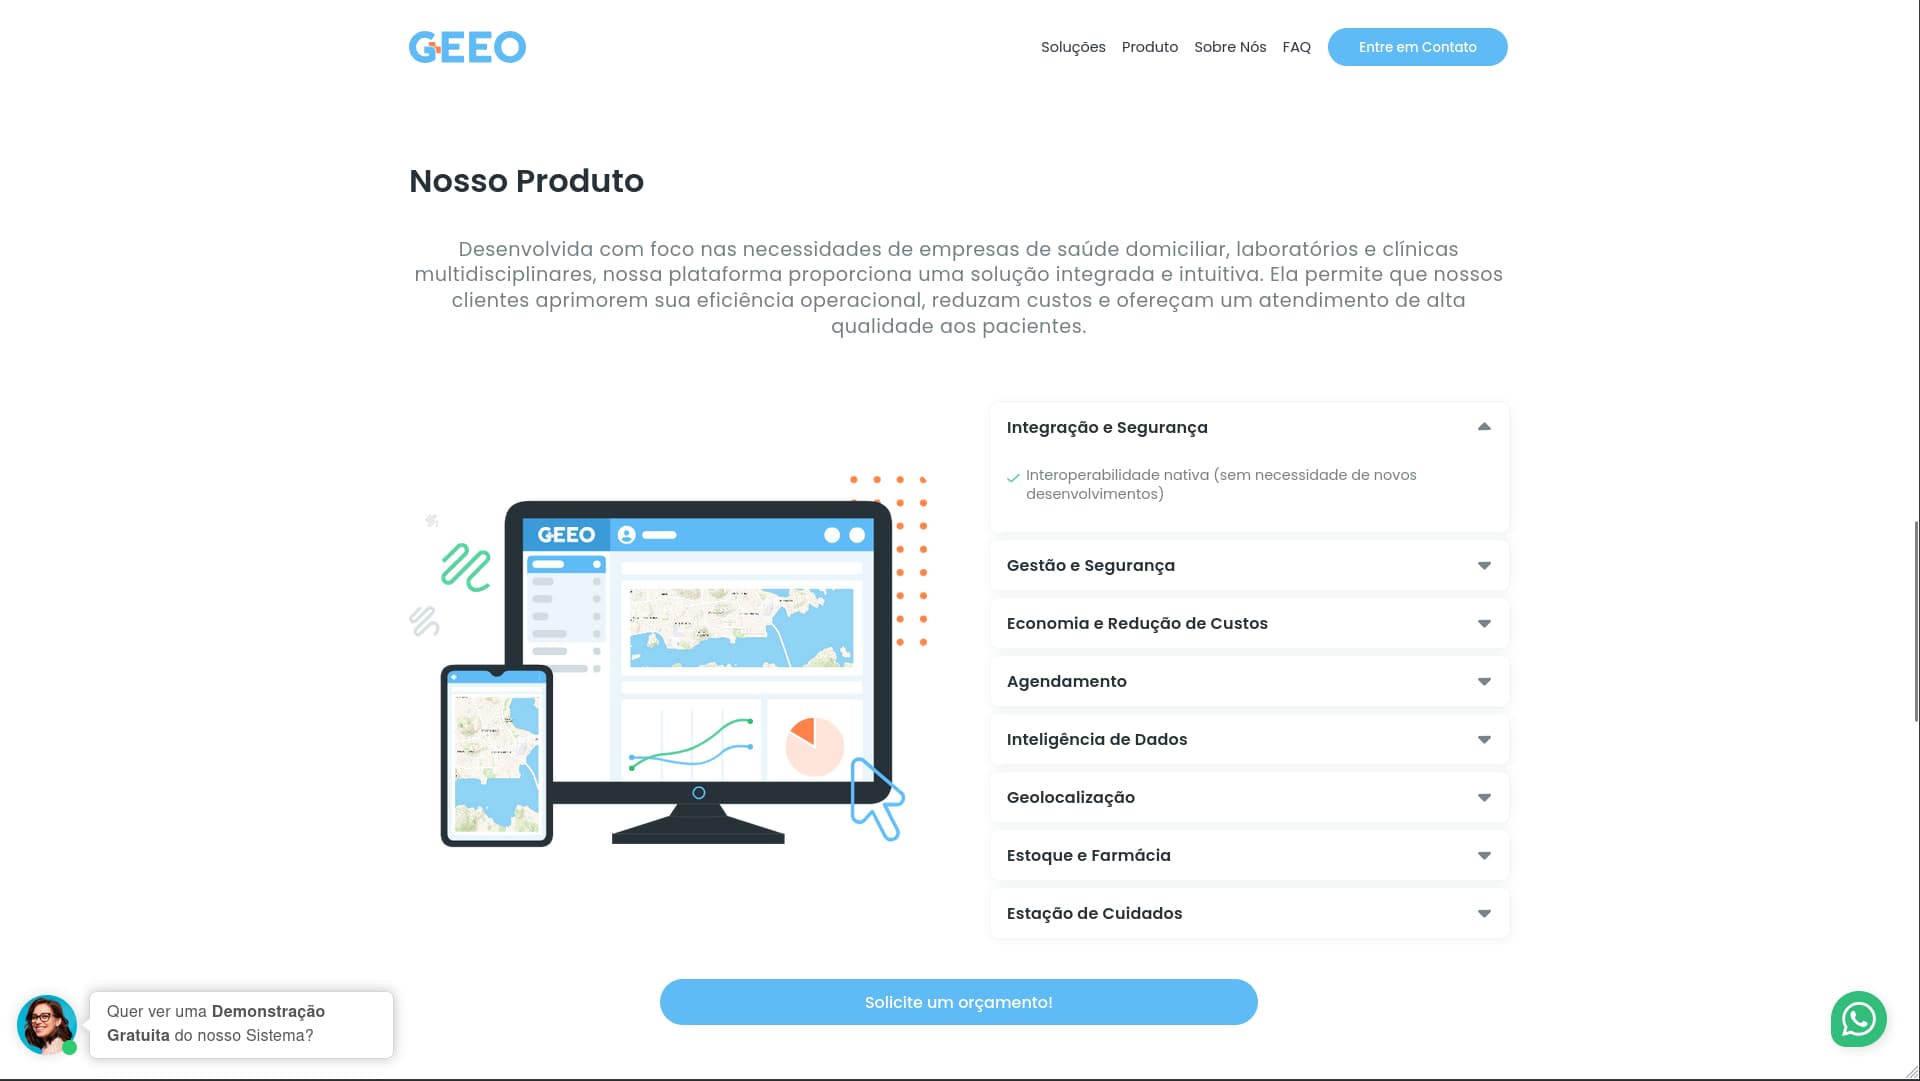 GEEO
Soluções
Produto
Sobre Nós
FAQ
Entre em Contato
Nosso Produto
Desenvolvida com foco nas necessidades de empresas de saúde domiciliar, laboratórios e clínicas
multidisciplinares, nossa plataforma proporciona uma solução integrada e intuitiva. Ela permite que nossos
clientes aprimorem sua eficiência operacional, reduzam custos e ofereçam um atendimento de alta
qualidade aos pacientes.
GEEO
Integração e Segurança
Interoperabilidade nativa (sem necessidade de novos
desenvolvimentos)
Gestão e Segurança
Economia e Redução de Custos
Agendamento
Inteligência de Dados
Geolocalização
Estoque e Farmácia
Estação de Cuidados
Solicite um orçamento!
Quer ver uma Demonstração
Gratuita do nosso Sistema?